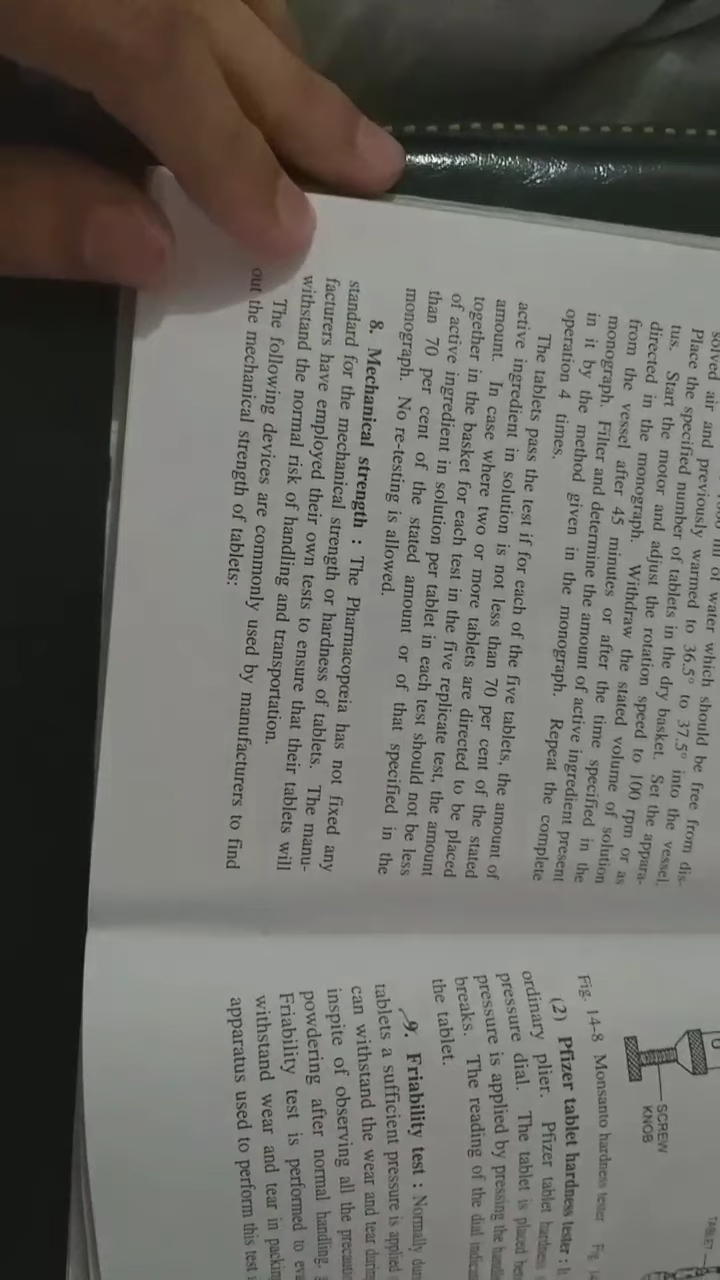 solved air and previously
Place the specified number of tablets in the dry basket. Set the appara-
ml of water which should be free from dis-
warmed to 36.5° to 37.5° into the vessel.
tus. Start the motor and adjust the rotation speed to 100 rpm or as
directed in the monograph. Withdraw the stated volume of solution
from the vessel after 45 minutes or after the time specified in the
monograph. Filter and determine the amount of active ingredient present
in it by the method given in the monograph. Repeat the complete
operation 4 times.
The tablets pass the test if for each of the five tablets, the amount of
active ingredient in solution is not less than 70 per cent of the stated
amount. In case where two or more tablets are directed to be placed
together in the basket for each test in the five replicate test, the amount
of active ingredient in solution per tablet in each test should not be less
than 70 per cent of the stated amount or of that specified in the
monograph. No re-testing is allowed.
8. Mechanical strength : The Pharmacopœia has not fixed any
standard for the mechanical strength or hardness of tablets. The manu-
facturers have employed their own tests to ensure that their tablets will
withstand the normal risk of handling and transportation.
The following devices are commonly used by manufacturers to find
out the mechanical strength of tablets:
TABLET
SCREW
KNOB
Fig. 14-8 Monsanto hardness tester Fig.
(2) Pfizer tablet hardness tester :
ordinary plier. Pfizer tablet hardness
pressure dial. The tablet is placed
pressure is applied by pressing the
breaks. The reading of the dial
the tablet.
9. Friability test : Normally
tablets a sufficient pressure is applied
can withstand the wear and tear
inspite of observing all the
powdering after normal handling.
Friability test is performed to
withstand wear and tear in
apparatus used to perform this test